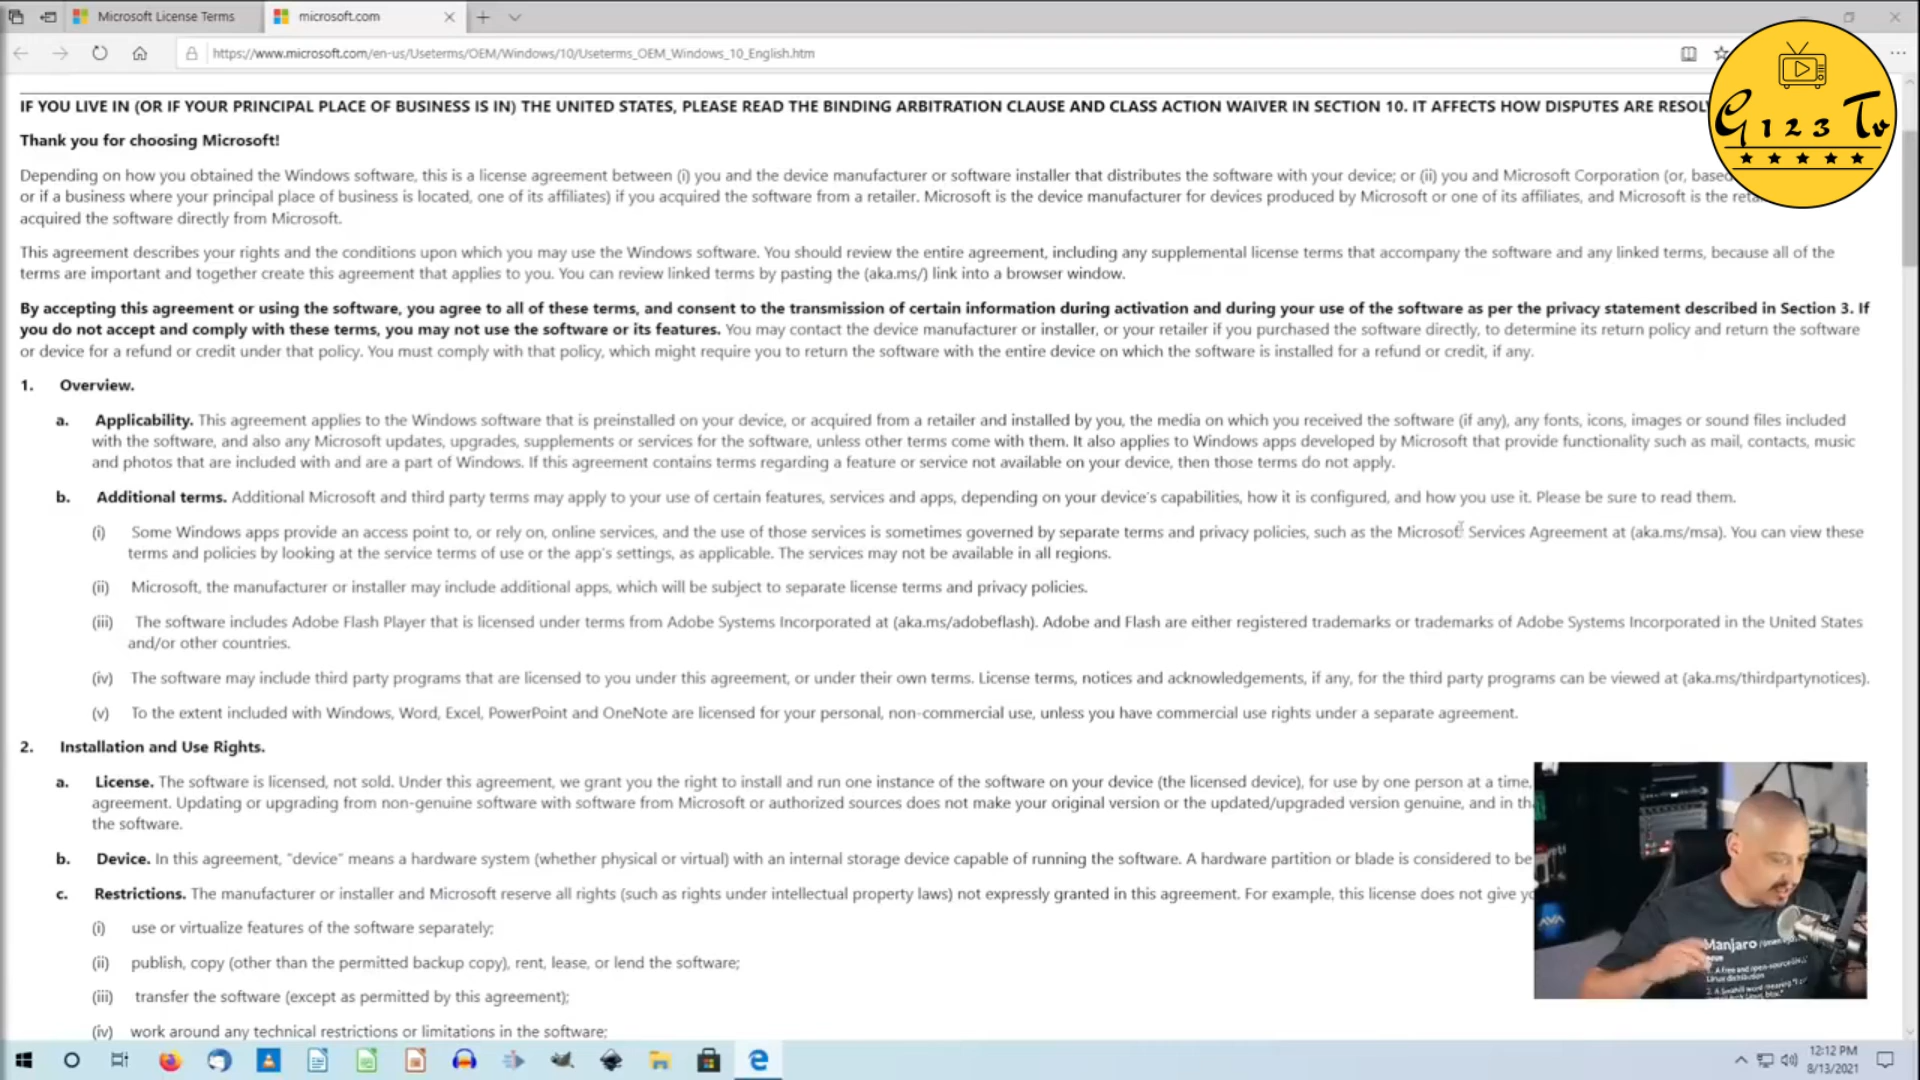 Microsoft License Terms
microsoft.com
https://www.microsoft.com/en-us/Useterms/OEM/Windows/10/Useterms_OEM_Windows_10_English.htm
G123 Tv
IF YOU LIVE IN (OR IF YOUR PRINCIPAL PLACE OF BUSINESS IS IN) THE UNITED STATES, PLEASE READ THE BINDING ARBITRATION CLAUSE AND CLASS ACTION WAIVER IN SECTION 10. IT AFFECTS HOW DISPUTES ARE RESOL
Thank you for choosing Microsoft!
Depending on how you obtained the Windows software, this is a license agreement between (i) you and the device manufacturer or software installer that distributes the software with your device; or (ii) you and Microsoft Corporation (or, based
or if a business where your principal place of business is located, one of its affiliates) if you acquired the software from a retailer. Microsoft is the device manufacturer for devices produced by Microsoft or one of its affiliates, and Microsoft is the reta
acquired the software directly from Microsoft.
This agreement describes your rights and the conditions upon which you may use the Windows software. You should review the entire agreement, including any supplemental license terms that accompany the software and any linked terms, because all of the
terms are important and together create this agreement that applies to you. You can review linked terms by pasting the (aka.ms/) link into a browser window.
By accepting this agreement or using the software, you agree to all of these terms, and consent to the transmission of certain information during activation and during your use of the software as per the privacy statement described in Section 3. If
you do not accept and comply with these terms, you may not use the software or its features. You may contact the device manufacturer or installer, or your retailer if you purchased the software directly, to determine its return policy and return the software
or device for a refund or credit under that policy. You must comply with that policy, which might require you to return the software with the entire device on which the software is installed for a refund or credit, if any.
1. Overview.
a. Applicability. This agreement applies to the Windows software that is preinstalled on your device, or acquired from a retailer and installed by you, the media on which you received the software (if any), any fonts, icons, images or sound files included
with the software, and also any Microsoft updates, upgrades, supplements or services for the software, unless other terms come with them. It also applies to Windows apps developed by Microsoft that provide functionality such as mail, contacts, music
and photos that are included with and are a part of Windows. If this agreement contains terms regarding a feature or service not available on your device, then those terms do not apply.
b. Additional terms. Additional Microsoft and third party terms may apply to your use of certain features, services and apps, depending on your device's capabilities, how it is configured, and how you use it. Please be sure to read them.
(i) Some Windows apps provide an access point to, or rely on, online services, and the use of those services is sometimes governed by separate terms and privacy policies, such as the Microsoft Services Agreement at (aka.ms/msa). You can view these
terms and policies by looking at the service terms of use or the app's settings, as applicable. The services may not be available in all regions.
(ii) Microsoft, the manufacturer or installer may include additional apps, which will be subject to separate license terms and privacy policies.
(iii) The software includes Adobe Flash Player that is licensed under terms from Adobe Systems Incorporated at (aka.ms/adobeflash). Adobe and Flash are either registered trademarks or trademarks of Adobe Systems Incorporated in the United States
and/or other countries.
(iv) The software may include third party programs that are licensed to you under this agreement, or under their own terms. License terms, notices and acknowledgements, if any, for the third party programs can be viewed at (aka.ms/thirdpartynotices).
(v) To the extent included with Windows, Word, Excel, PowerPoint and OneNote are licensed for your personal, non-commercial use, unless you have commercial use rights under a separate agreement.
2. Installation and Use Rights.
a. License. The software is licensed, not sold. Under this agreement, we grant you the right to install and run one instance of the software on your device (the licensed device), for use by one person at a time,
agreement. Updating or upgrading from non-genuine software with software from Microsoft or authorized sources does not make your original version or the updated/upgraded version genuine, and in th
the software.
b. Device. In this agreement, "device" means a hardware system (whether physical or virtual) with an internal storage device capable of running the software. A hardware partition or blade is considered to be
c. Restrictions. The manufacturer or installer and Microsoft reserve all rights (such as rights under intellectual property laws) not expressly granted in this agreement. For example, this license does not give yo
(i) use or virtualize features of the software separately;
(ii) publish, copy (other than the permitted backup copy), rent, lease, or lend the software;
(iii) transfer the software (except as permitted by this agreement);
(iv) work around any technical restrictions or limitations in the software;
Manjaro
12:12 PM
8/13/2021